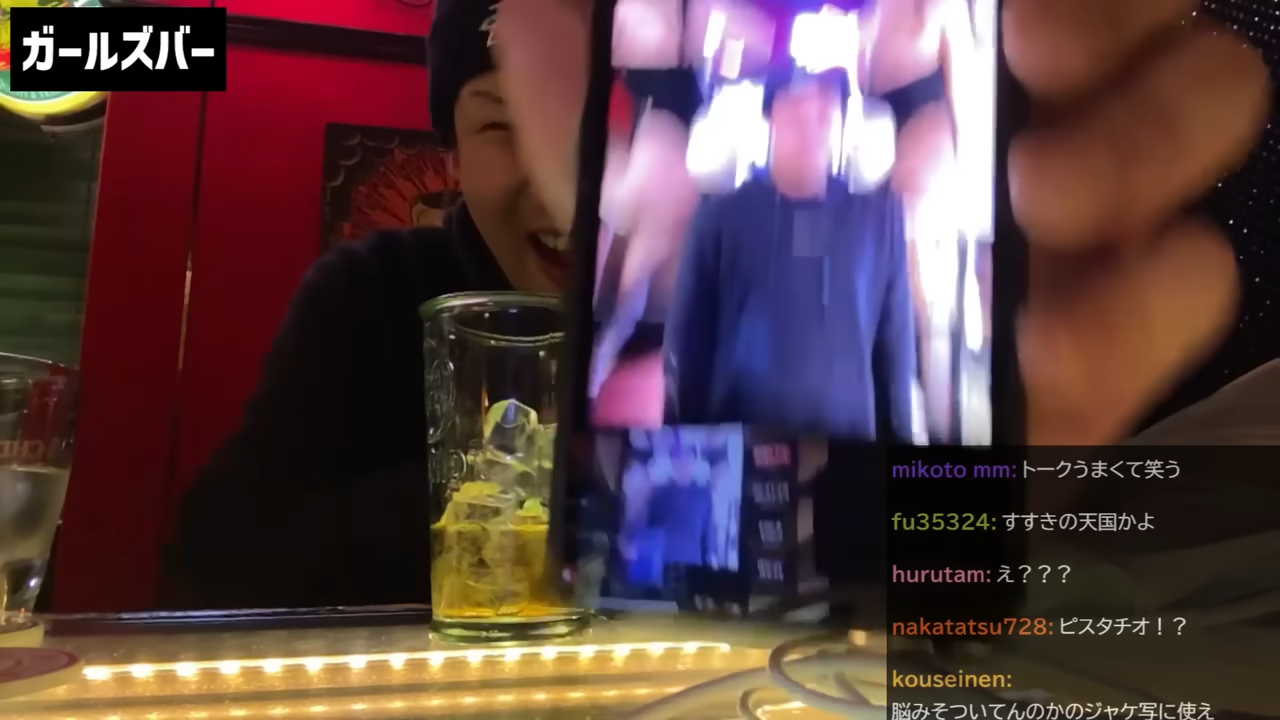 ガールズバー
mikoto_mm: トークうまくて笑う
fu35324: すすきの天国かよ
hurutam: え？？？
nakatatsu728: ピスタチオ！？
kouseinen:
脳みそついてんのかのジャケ写に使え